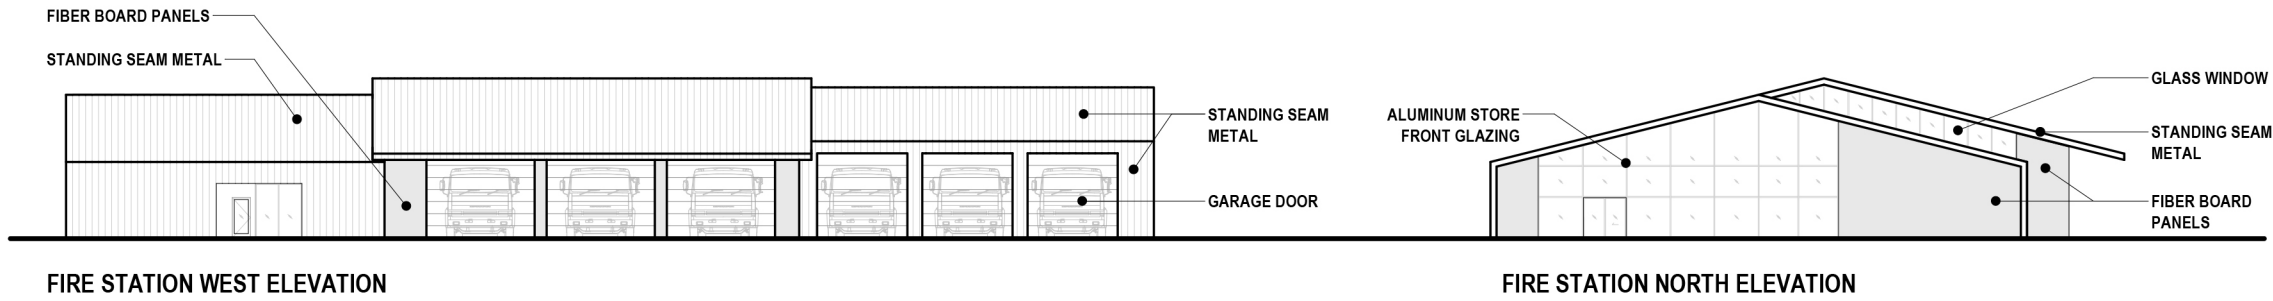 FIBER BOARD PANELS
STANDING SEAM METAL
STANDING SEAM
METAL
GARAGE DOOR
FIRE STATION WEST ELEVATION
ALUMINUM STORE
FRONT GLAZING
GLASS WINDOW
STANDING SEAM
METAL
FIBER BOARD
PANELS
FIRE STATION NORTH ELEVATION